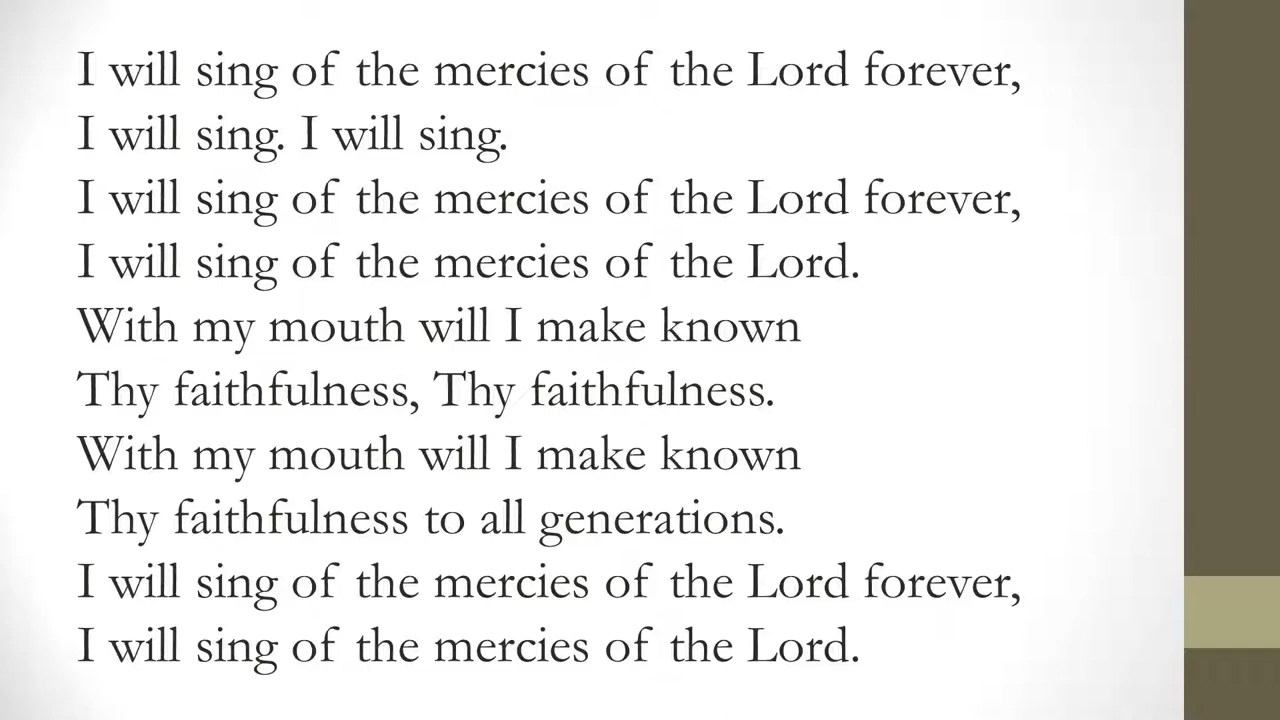 I will sing of the mercies of the Lord forever,
I will sing. I will sing.
I will sing of the mercies of the Lord forever,
I will sing of the mercies of the Lord.
With my mouth will I make known
Thy faithfulness, Thy faithfulness.
With my mouth will I make known
Thy faithfulness to all generations.
I will sing of the mercies of the Lord forever,
I will sing of the mercies of the Lord.